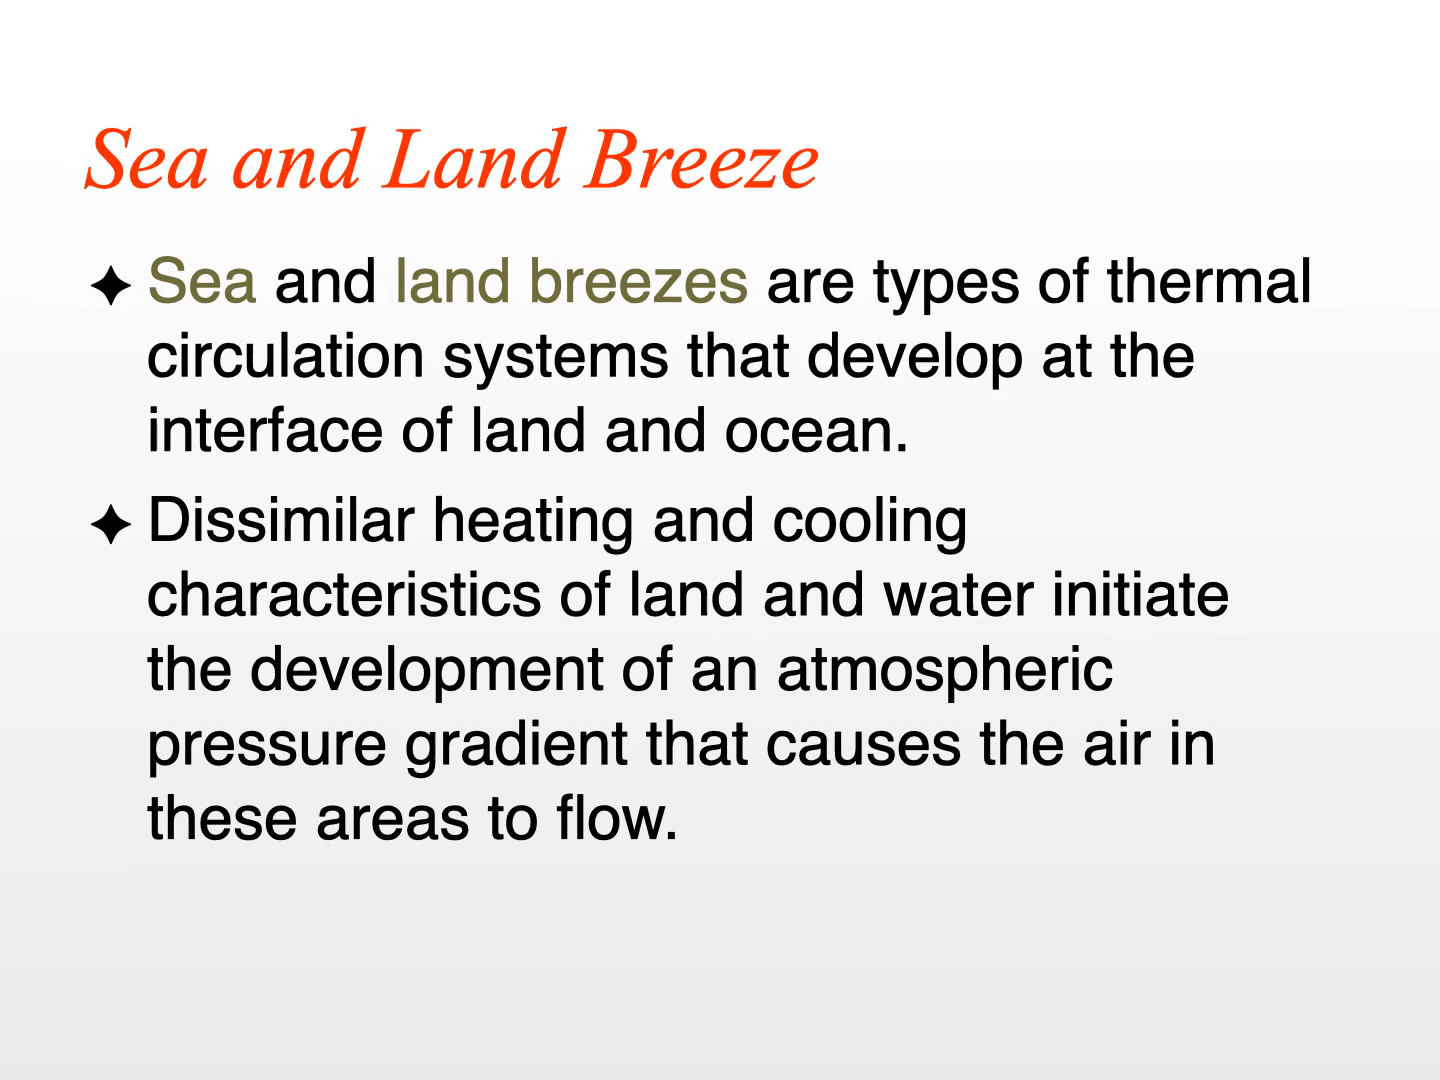 Sea and Land Breeze
Sea and land breezes are types of thermal
circulation systems that develop at the
interface of land and ocean.
Dissimilar heating and cooling
characteristics of land and water initiate
the development of an atmospheric
pressure gradient that causes the air in
these areas to flow.